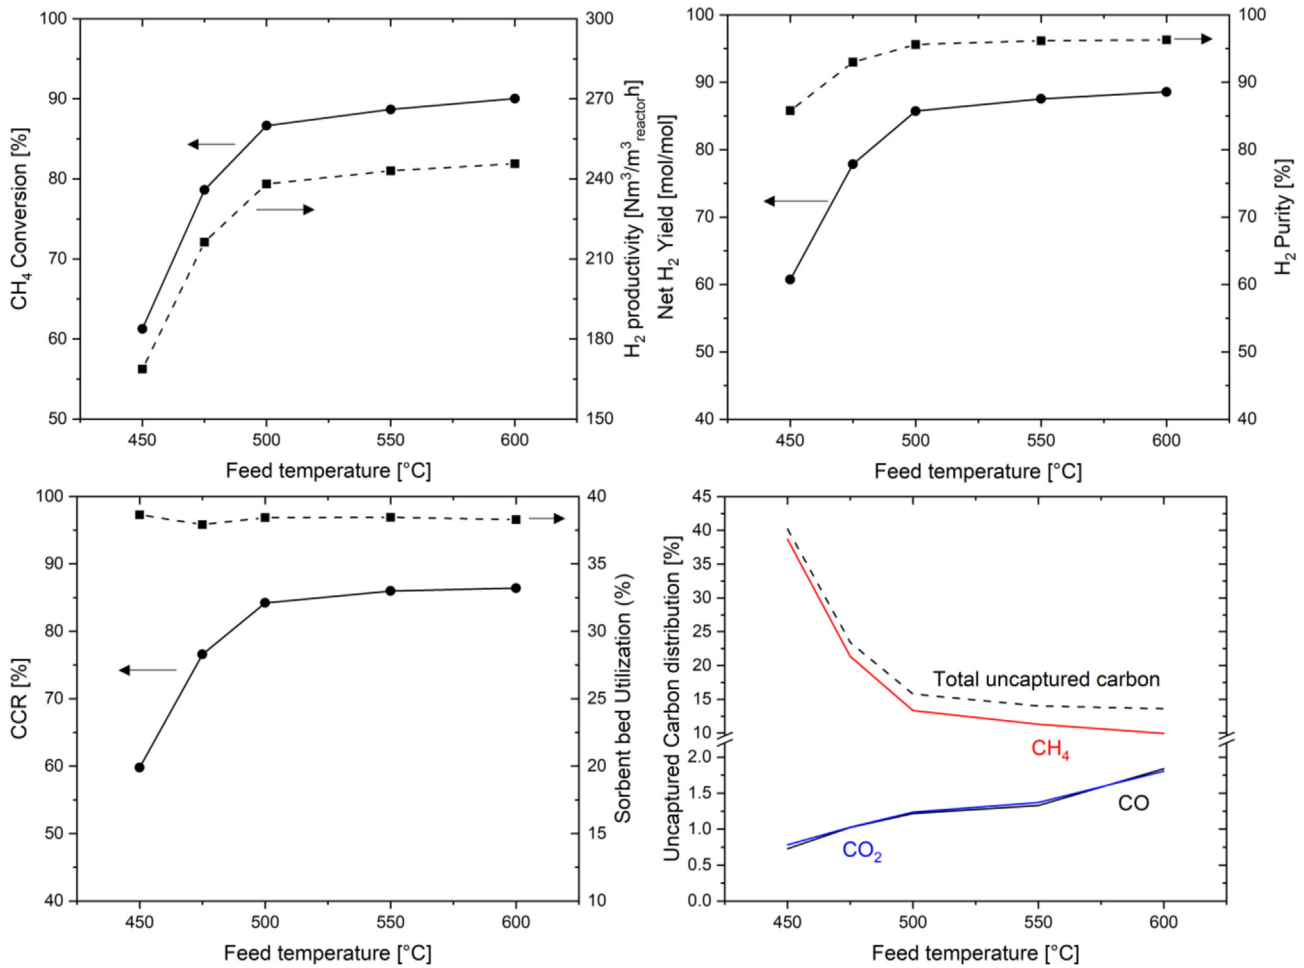 100
90
80
70
60
50
CH₄ Conversion [%]
300
270
240
210
180
150
H₂ productivity [Nm³/m³reactorh]
450 500 550 600
Feed temperature [°C]
100
90
80
70
60
50
40
Net H₂ Yield [mol/mol]
100
90
80
70
60
50
40
H₂ Purity [%]
450 500 550 600
Feed temperature [°C]
100
90
80
70
60
50
40
CCR [%]
40
35
30
25
20
15
10
Sorbent bed Utilization (%)
450 500 550 600
Feed temperature [°C]
45
40
35
30
25
20
15
10
2.0
1.5
1.0
0.5
0.0
Uncaptured Carbon distribution [%]
Total uncaptured carbon
CH₄
CO
CO₂
450 500 550 600
Feed temperature [°C]